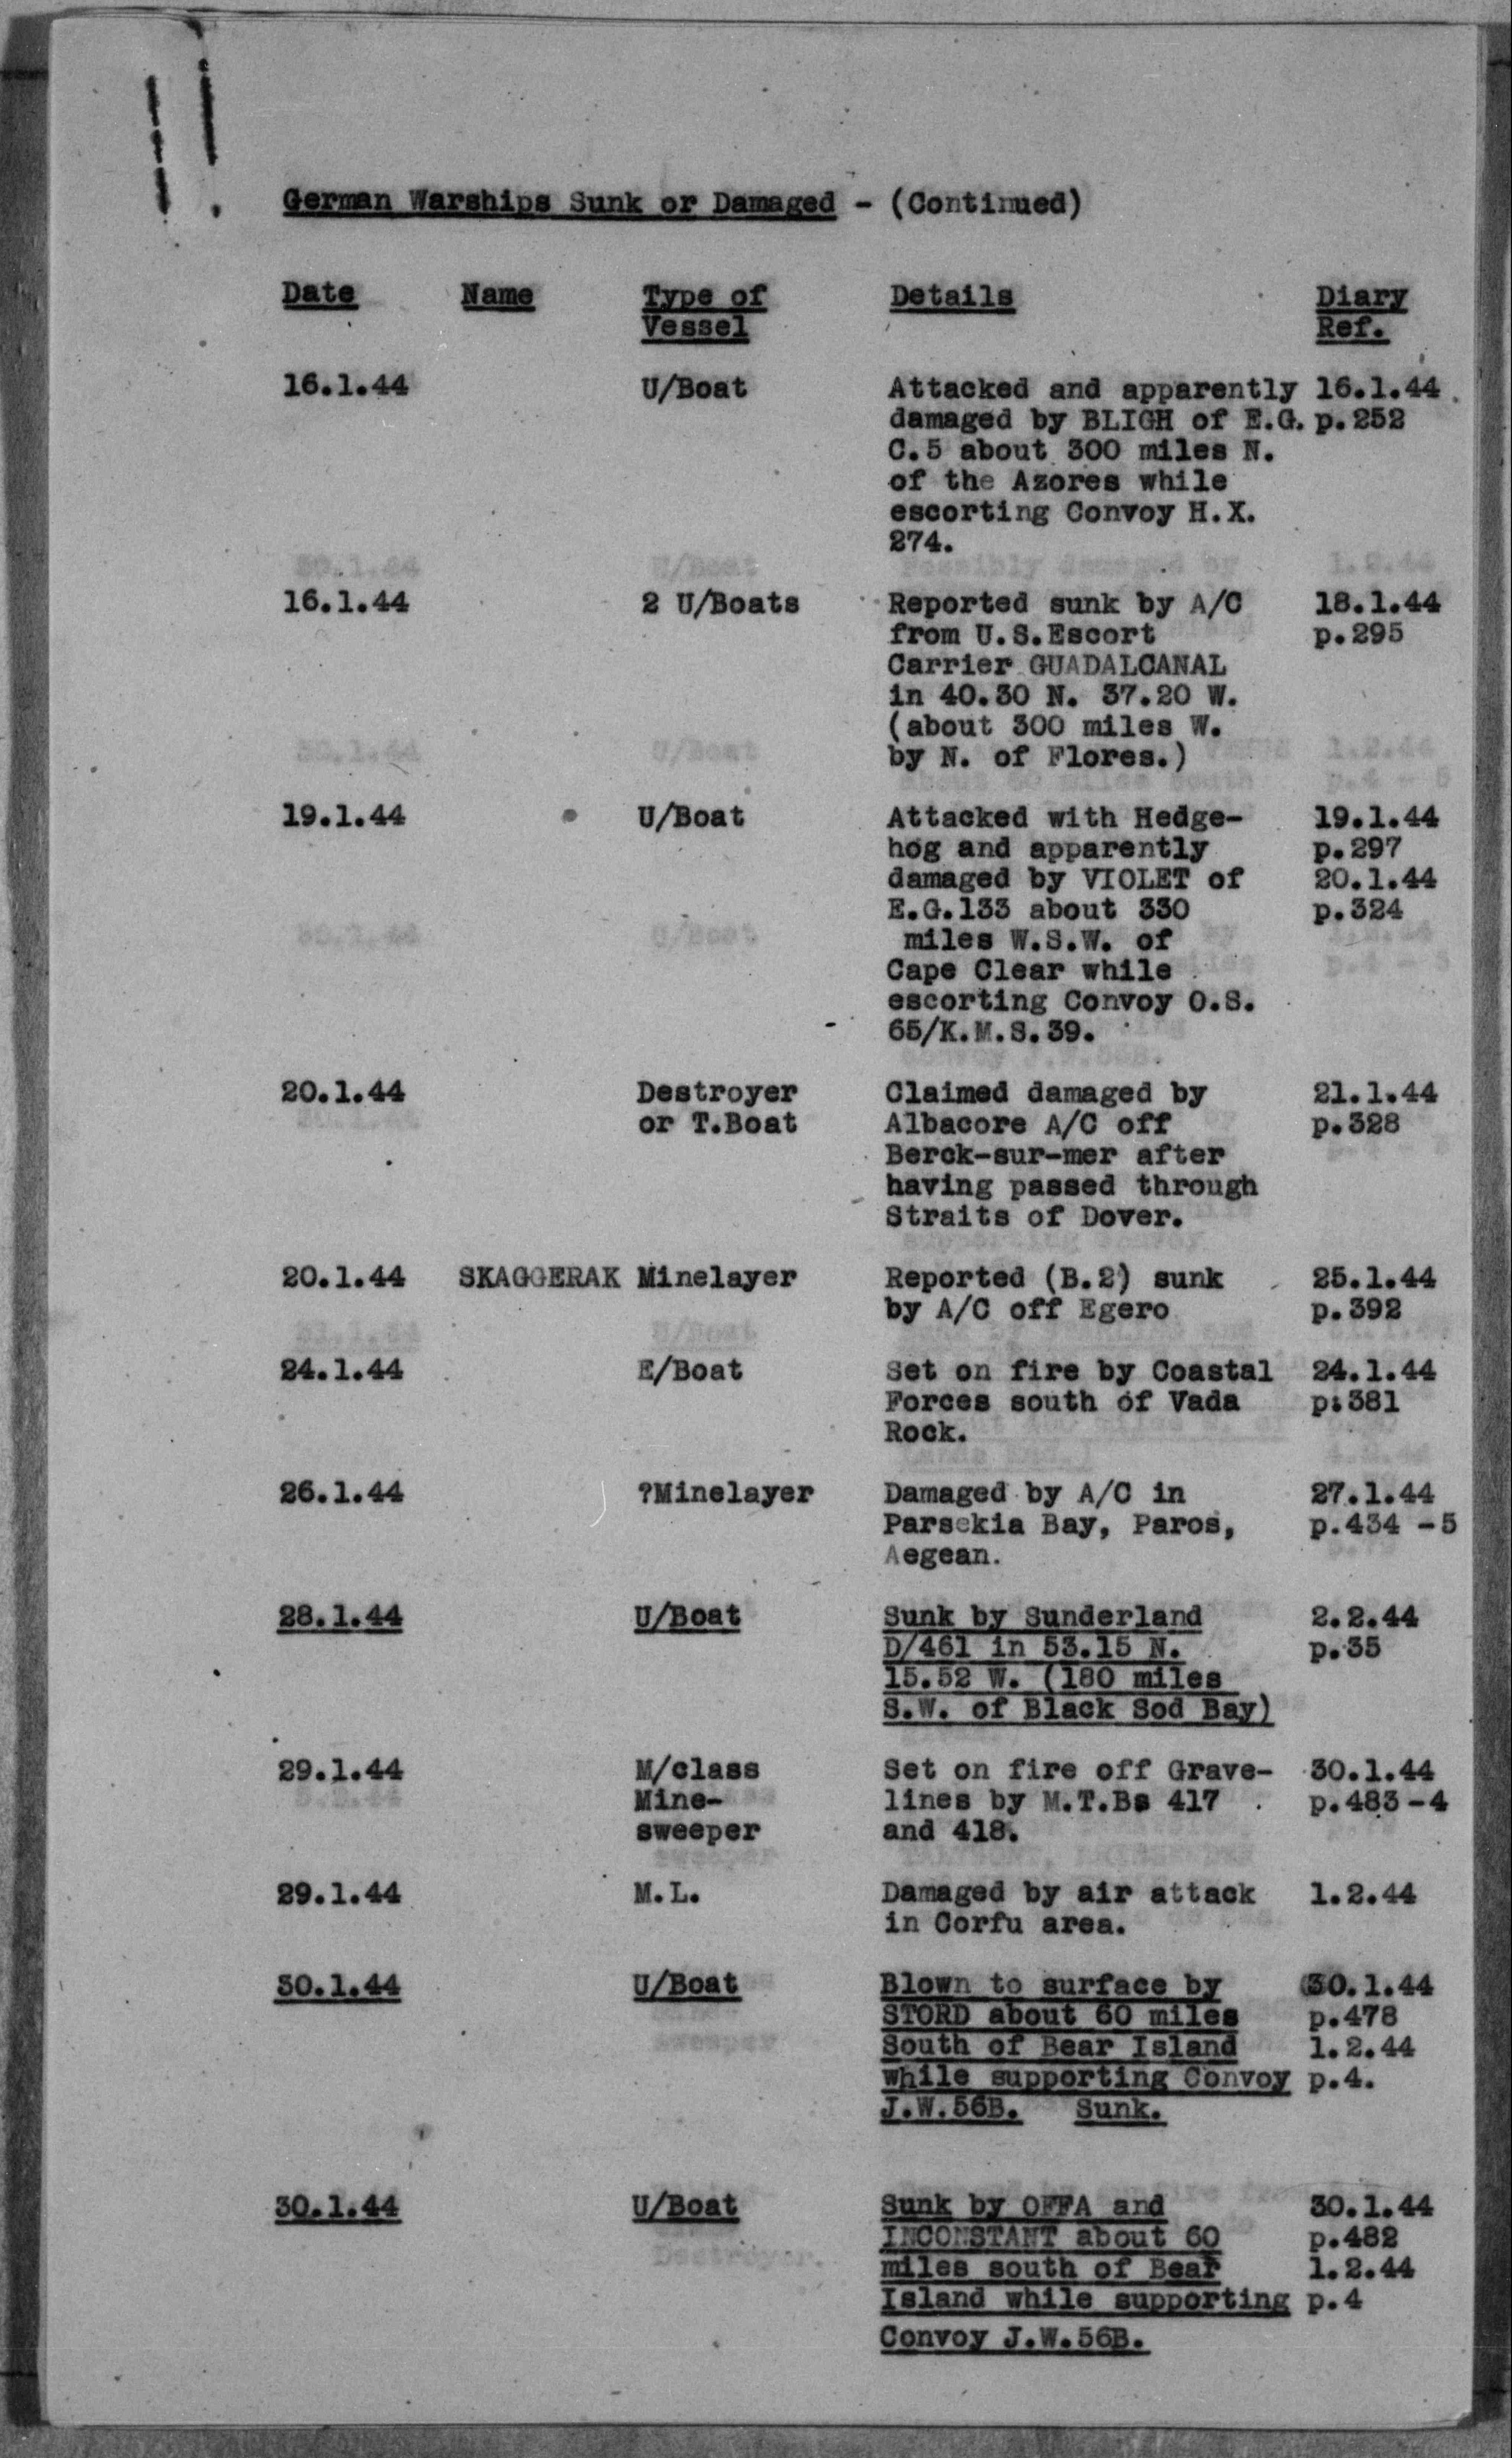 German Warships Sunk or Damaged - (Continued)
Date Name Type of Vessel Details Diary Ref.
16.1.44 U/Boat Attacked and apparently 16.1.44
damaged by BLIGH of E.G. p.252
C.5 about 300 miles N.
of the Azores while
escorting Convoy H.X.
274.
16.1.44 2 U/Boats Reported sunk by A/C 18.1.44
from U.S.Escort p.295
Carrier GUADALCANAL
in 40.30 N. 37.20 W.
(about 300 miles W.
by N. of Flores.)
19.1.44 U/Boat Attacked with Hedge- 19.1.44
hog and apparently p.297
damaged by VIOLET of 20.1.44
E.G.133 about 330 p.324
miles W.S.W. of
Cape Clear while
escorting Convoy O.S.
65/K.M.S.39.
20.1.44 Destroyer Claimed damaged by 21.1.44
or T.Boat Albacore A/C off p.328
Berck-sur-mer after
having passed through
Straits of Dover.
20.1.44 SKAGGERAK Minelayer Reported (B.2) sunk 25.1.44
by A/C off Egero p.392
24.1.44 E/Boat Set on fire by Coastal 24.1.44
Forces south of Vada p:381
Rock.
26.1.44 ?Minelayer Damaged by A/C in 27.1.44
Parsekia Bay, Paros, p.434 -5
Aegean.
28.1.44 U/Boat Sunk by Sunderland 2.2.44
D/461 in 53.15 N. p.35
15.52 W. (180 miles
S.W. of Black Sod Bay)
29.1.44 M/class Set on fire off Grave- 30.1.44
Mine- lines by M.T.Bs 417 p.483-4
sweeper and 418.
29.1.44 M.L. Damaged by air attack 1.2.44
in Corfu area.
30.1.44 U/Boat Blown to surface by 30.1.44
STORD about 60 miles p.478
South of Bear Island 1.2.44
while supporting Convoy p.4.
J.W.56B. Sunk.
30.1.44 U/Boat Sunk by OFFA and 30.1.44
INCONSTANT about 60 p.482
miles south of Bear 1.2.44
Island while supporting p.4
Convoy J.W.56B.